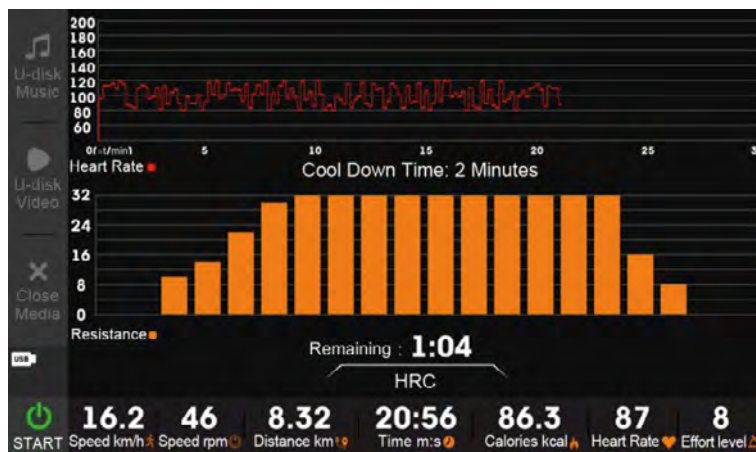 200
180
160
140
120
100
80
60
0(:t/min) 5 10 15 20 25
Heart Rate
Cool Down Time: 2 Minutes
U-disk
Music
U-disk
Video
Close
Media
32
24
16
8
0
Resistance
Remaining : 1:04
HRC
USB
START
16.2 46 8.32 20:56 86.3 87 8
Speed km/h Speed rpm Distance km Time m:s Calories kcal Heart Rate Effort level